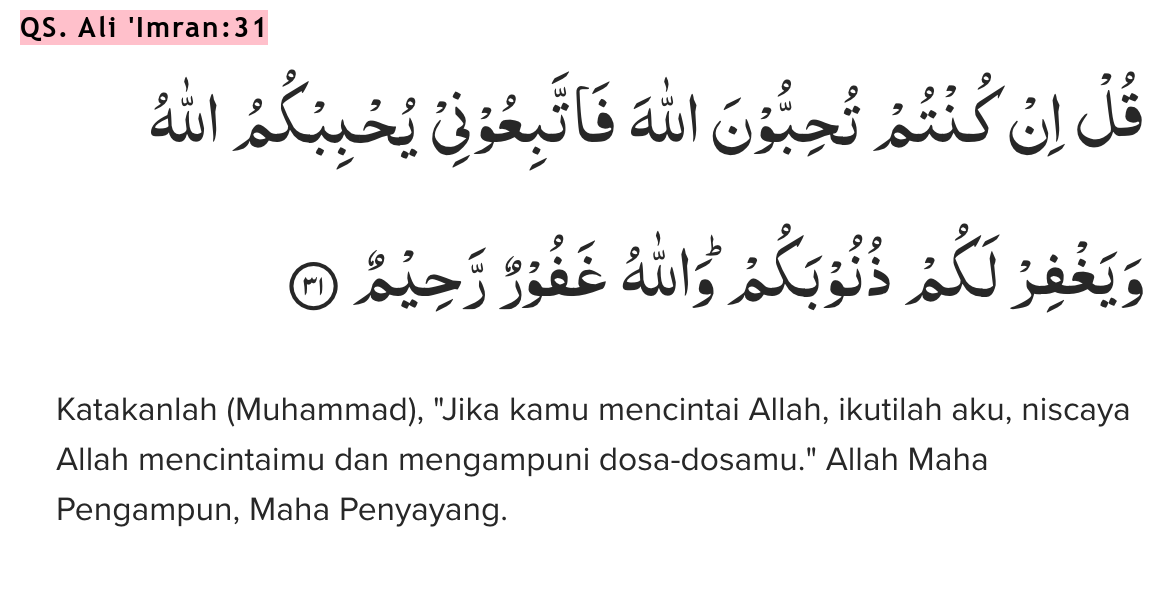 QS. Ali 'Imran:31
قُلْ اِنْ كُنْتُمْ تُحِبُّوْنَ اللّٰهَ فَاتَّبِعُوْنِيْ يُحْبِبْكُمُ اللّٰهُ
وَيَغْفِرْ لَكُمْ ذُنُوْبَكُمْ ۗوَاللّٰهُ غَفُوْرٌ رَّحِيْمٌ ٣١
Katakanlah (Muhammad), "Jika kamu mencintai Allah, ikutilah aku, niscaya
Allah mencintaimu dan mengampuni dosa-dosamu." Allah Maha
Pengampun, Maha Penyayang.